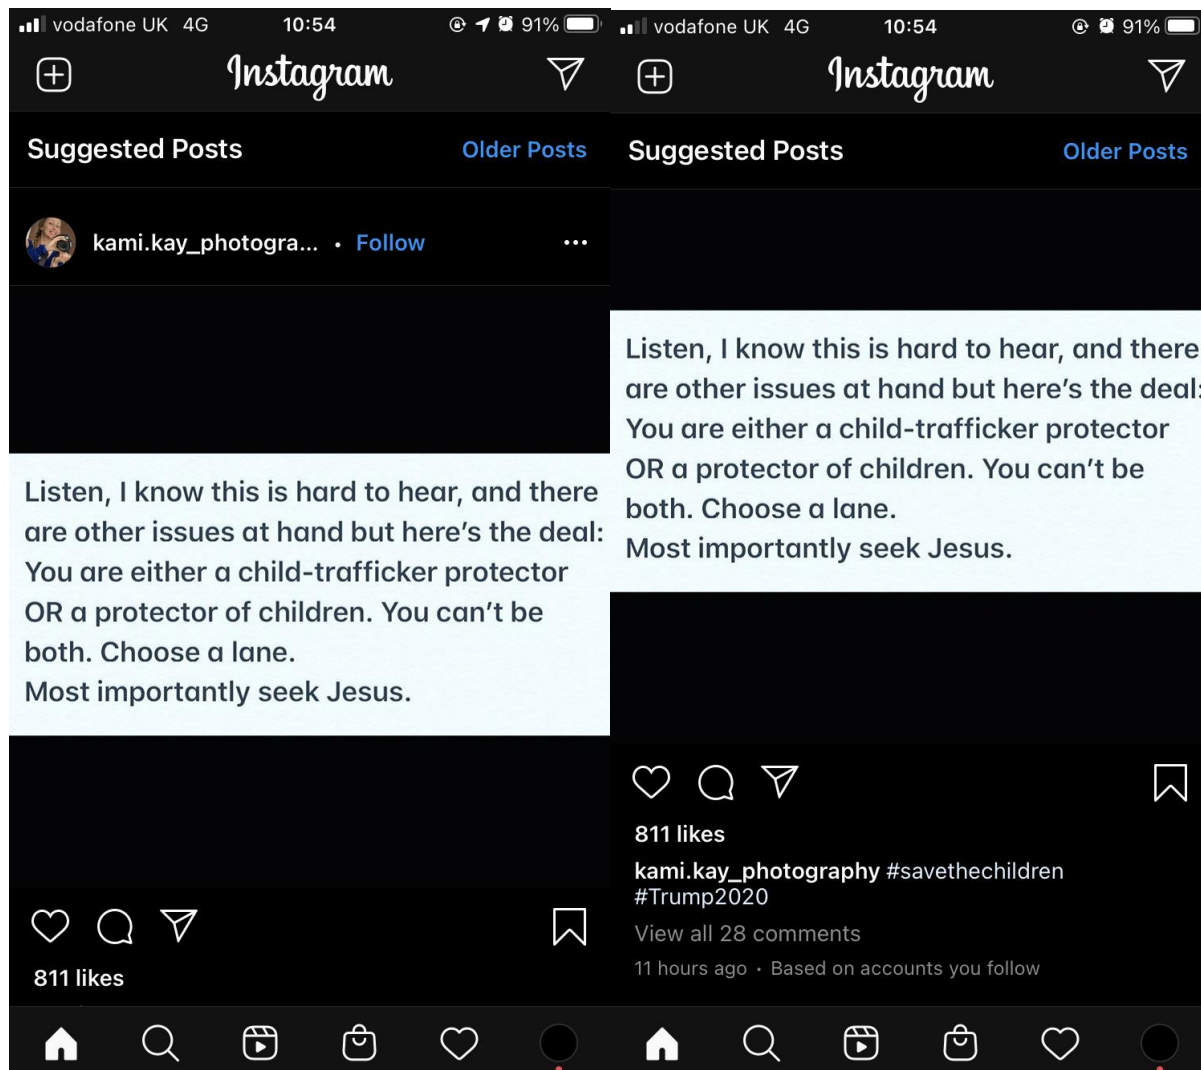 vodafone UK 4G 10:54 91%
Instagram
Suggested Posts Older Posts
kami.kay_photogra... • Follow
Listen, I know this is hard to hear, and there
are other issues at hand but here's the deal:
You are either a child-trafficker protector
OR a protector of children. You can't be
both. Choose a lane.
Most importantly seek Jesus.
811 likes
vodafone UK 4G 10:54 91%
Instagram
Suggested Posts Older Posts
Listen, I know this is hard to hear, and there
are other issues at hand but here's the deal:
You are either a child-trafficker protector
OR a protector of children. You can't be
both. Choose a lane.
Most importantly seek Jesus.
811 likes
kami.kay_photography #savethechildren
#Trump2020
View all 28 comments
11 hours ago · Based on accounts you follow